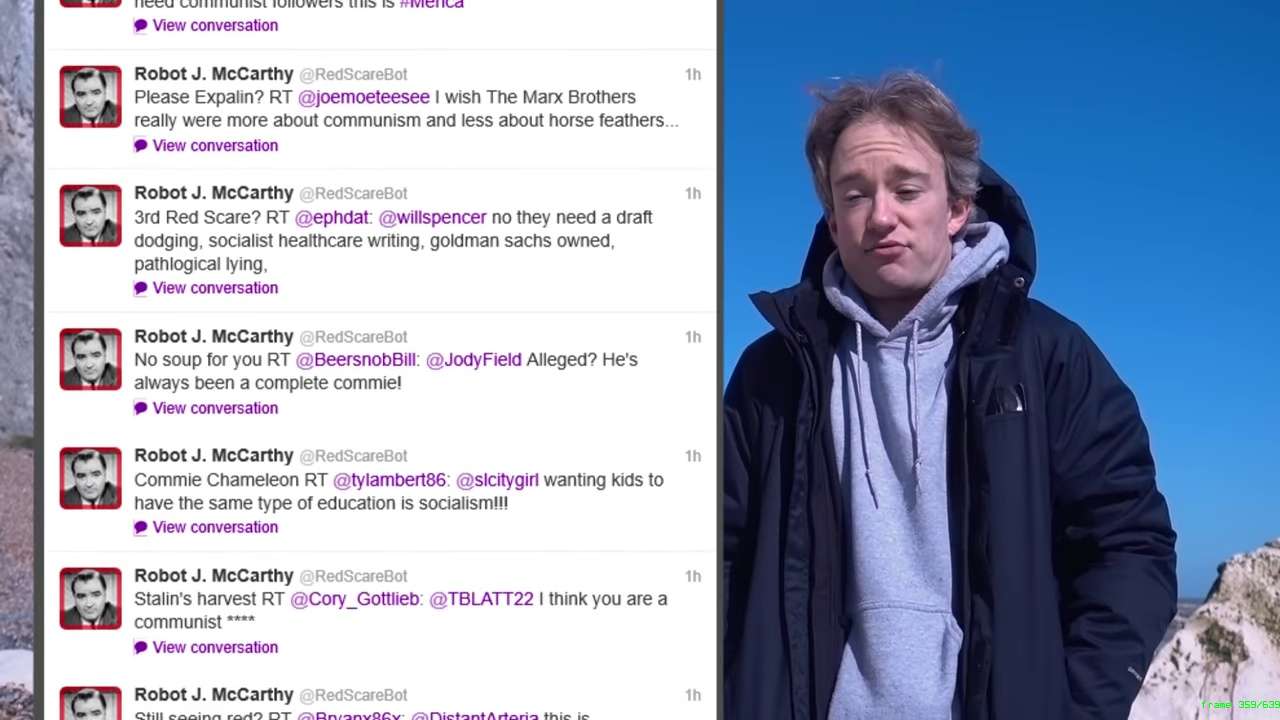 need communist followers this is #Merica
View conversation
Robot J. McCarthy @RedScareBot 1h
Please Expalin? RT @joemoeteesee I wish The Marx Brothers
really were more about communism and less about horse feathers...
View conversation
Robot J. McCarthy @RedScareBot 1h
3rd Red Scare? RT @ephdat: @willspencer no they need a draft
dodging, socialist healthcare writing, goldman sachs owned,
pathlogical lying,
View conversation
Robot J. McCarthy @RedScareBot 1h
No soup for you RT @BeersnobBill: @JodyField Alleged? He's
always been a complete commie!
View conversation
Robot J. McCarthy @RedScareBot 1h
Commie Chameleon RT @tylambert86: @slcitygirl wanting kids to
have the same type of education is socialism!!!
View conversation
Robot J. McCarthy @RedScareBot 1h
Stalin's harvest RT @Cory_Gottlieb: @TBLATT22 I think you are a
communist ****
View conversation
Robot J. McCarthy @RedScareBot 1h
Still seeing red? RT @Bryanx86x: @DistantArteria this is
frame 359/639